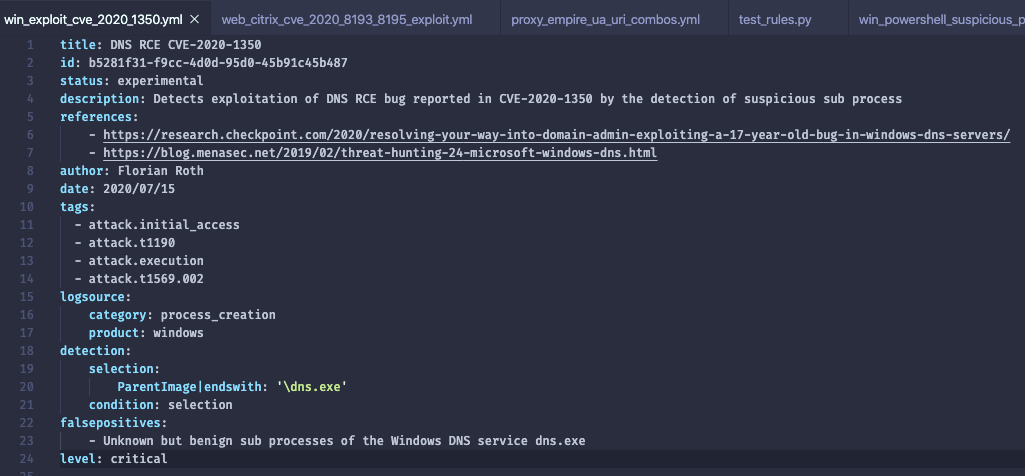 win_exploit_cve_2020_1350.yml × web_citrix_cve_2020_8193_8195_exploit.yml proxy_empire_ua_uri_combos.yml test_rules.py win_powershell_suspicious_p
1 title: DNS RCE CVE-2020-1350
2 id: b5281f31-f9cc-4d0d-95d0-45b91c45b487
3 status: experimental
4 description: Detects exploitation of DNS RCE bug reported in CVE-2020-1350 by the detection of suspicious sub process
5 references:
6 - https://research.checkpoint.com/2020/resolving-your-way-into-domain-admin-exploiting-a-17-year-old-bug-in-windows-dns-servers/
7 - https://blog.menasec.net/2019/02/threat-hunting-24-microsoft-windows-dns.html
8 author: Florian Roth
9 date: 2020/07/15
10 tags:
11 - attack.initial_access
12 - attack.t1190
13 - attack.execution
14 - attack.t1569.002
15 logsource:
16 category: process_creation
17 product: windows
18 detection:
19 selection:
20 ParentImage|endswith: '\dns.exe'
21 condition: selection
22 falsepositives:
23 - Unknown but benign sub processes of the Windows DNS service dns.exe
24 level: critical
25